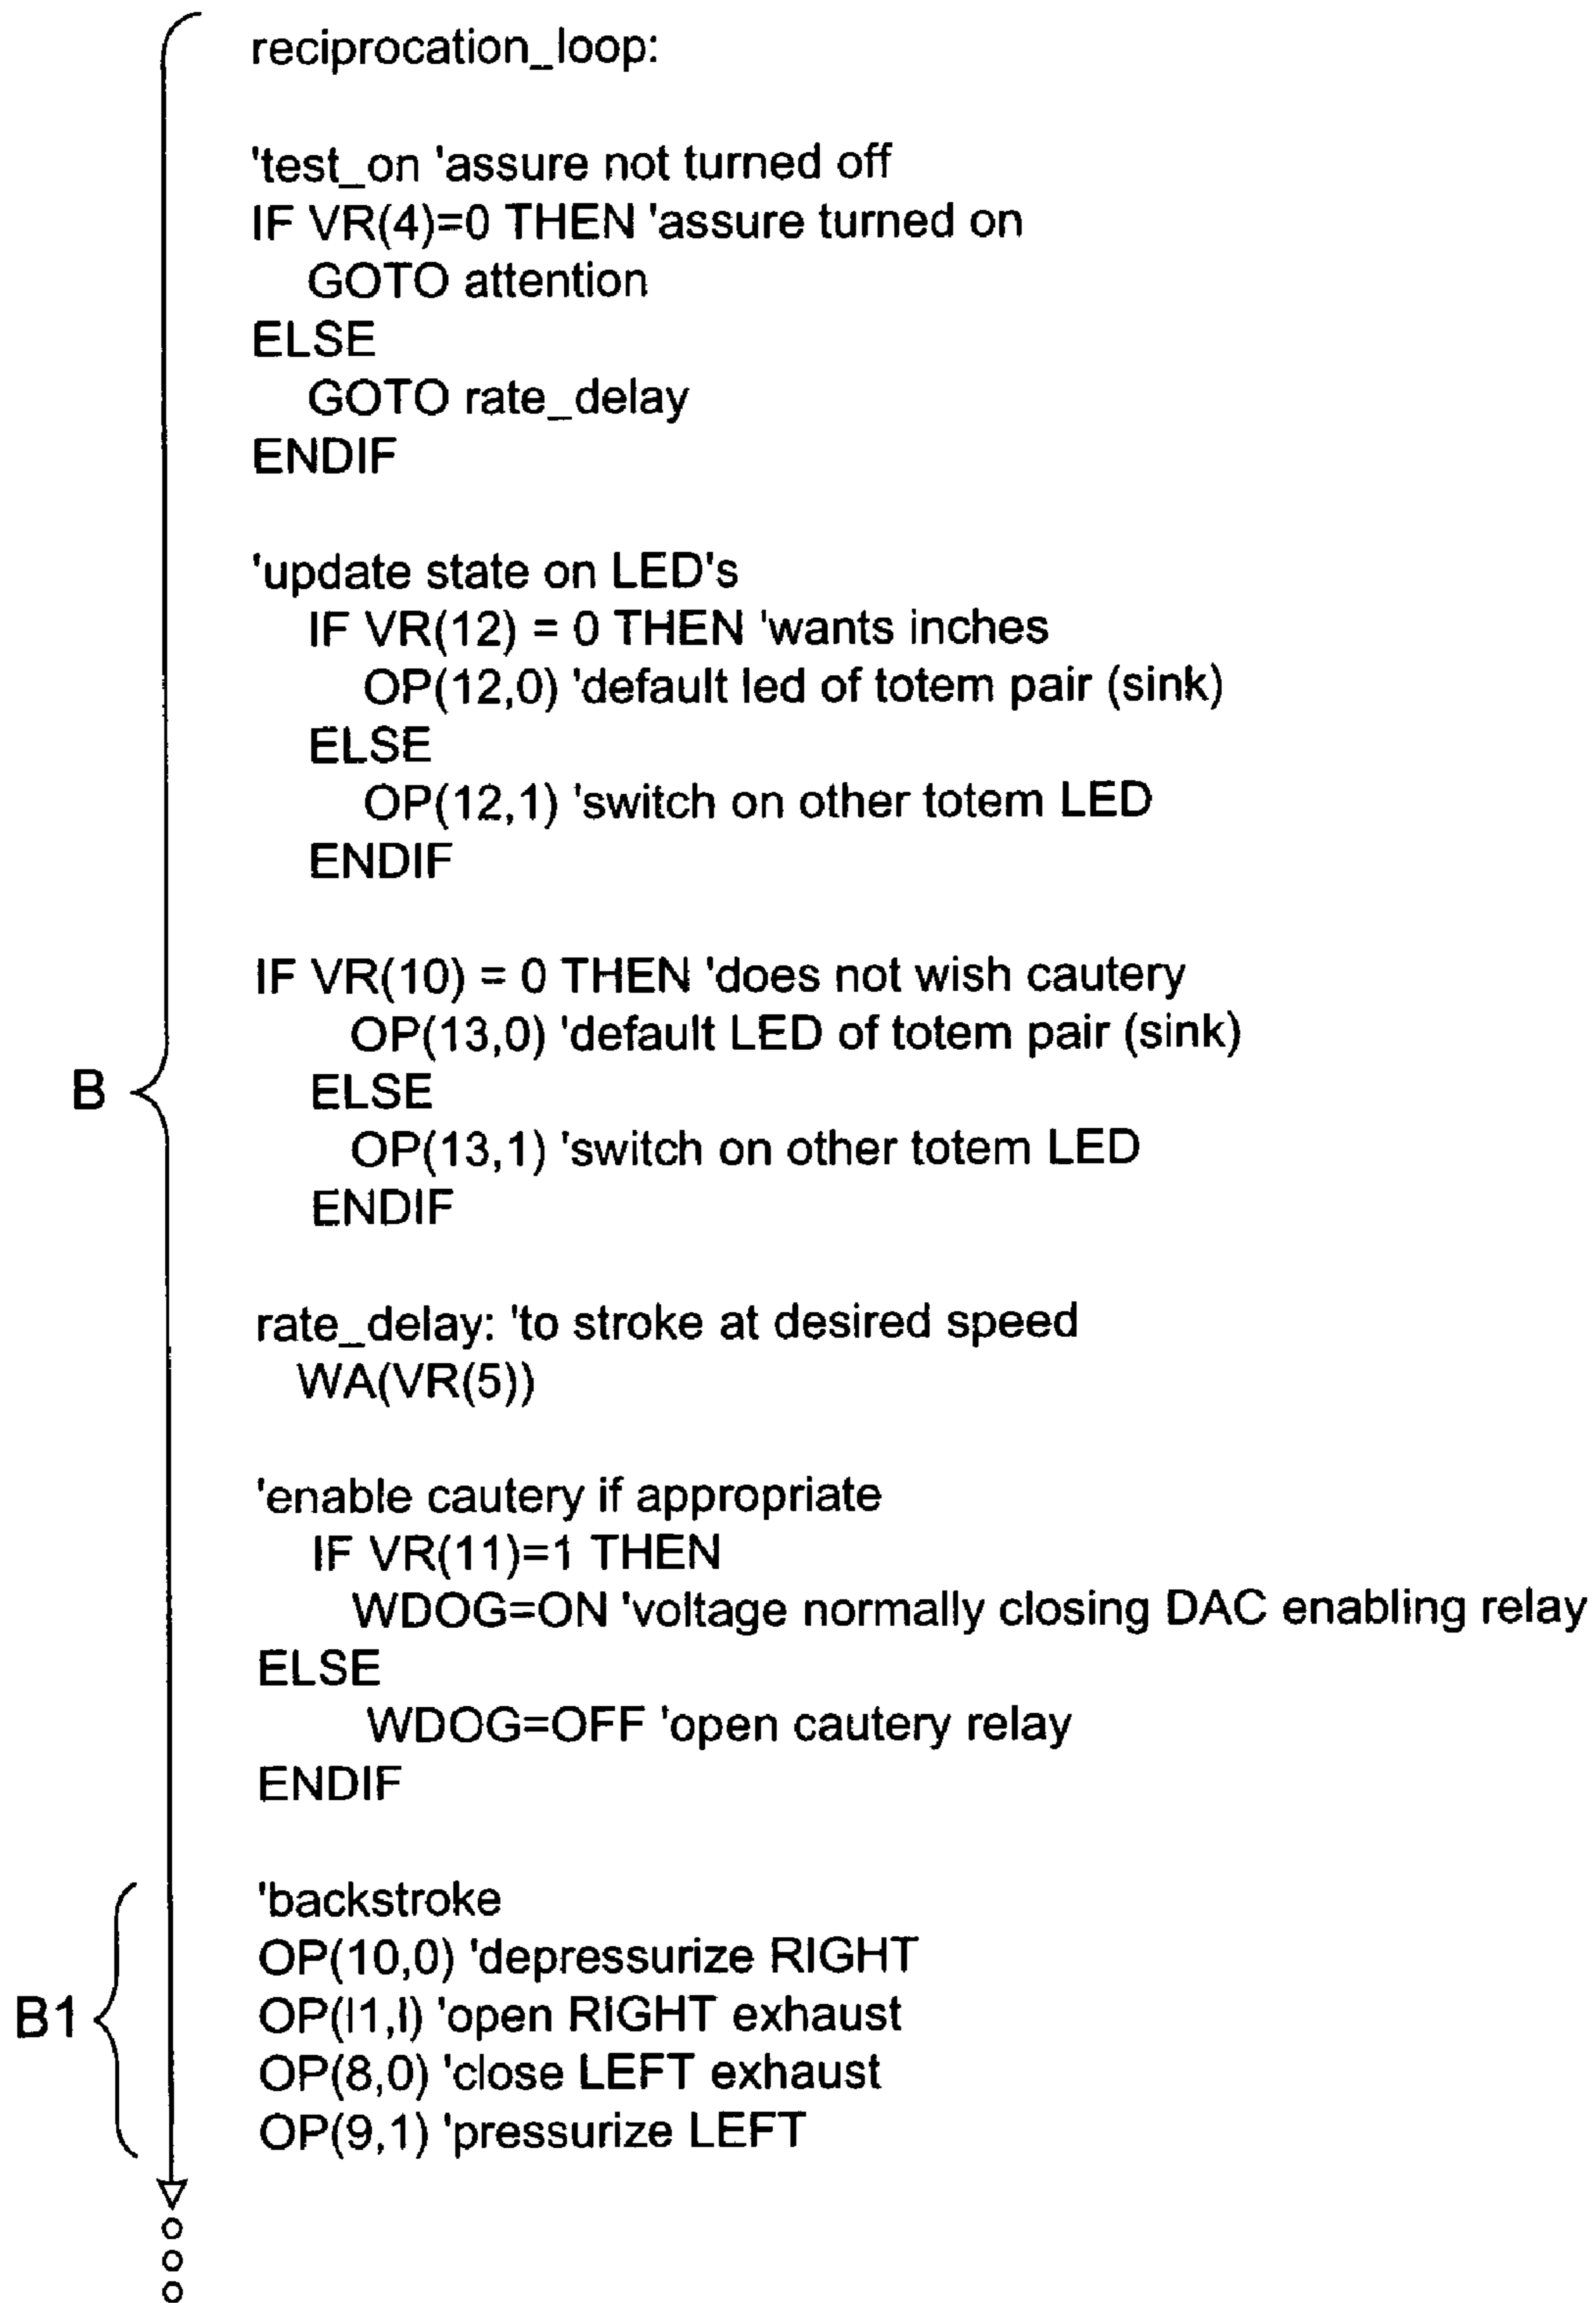 reciprocation_loop:
'test_on 'assure not turned off
IF VR(4)=0 THEN 'assure turned on
GOTO attention
ELSE
GOTO rate_delay
ENDIF
'update state on LED's
IF VR(12) = 0 THEN 'wants inches
OP(12,0) 'default led of totem pair (sink)
ELSE
OP(12,1) 'switch on other totem LED
ENDIF
IF VR(10) = 0 THEN 'does not wish cautery
OP(13,0) 'default LED of totem pair (sink)
B
ELSE
OP(13,1) 'switch on other totem LED
ENDIF
rate_delay: 'to stroke at desired speed
WA(VR(5))
'enable cautery if appropriate
IF VR(11)=1 THEN
WDOG=ON 'voltage normally closing DAC enabling relay
ELSE
WDOG=OFF 'open cautery relay
ENDIF
'backstroke
OP(10,0) 'depressurize RIGHT
B1
OP(l1,l) 'open RIGHT exhaust
OP(8,0) 'close LEFT exhaust
OP(9,1) 'pressurize LEFT